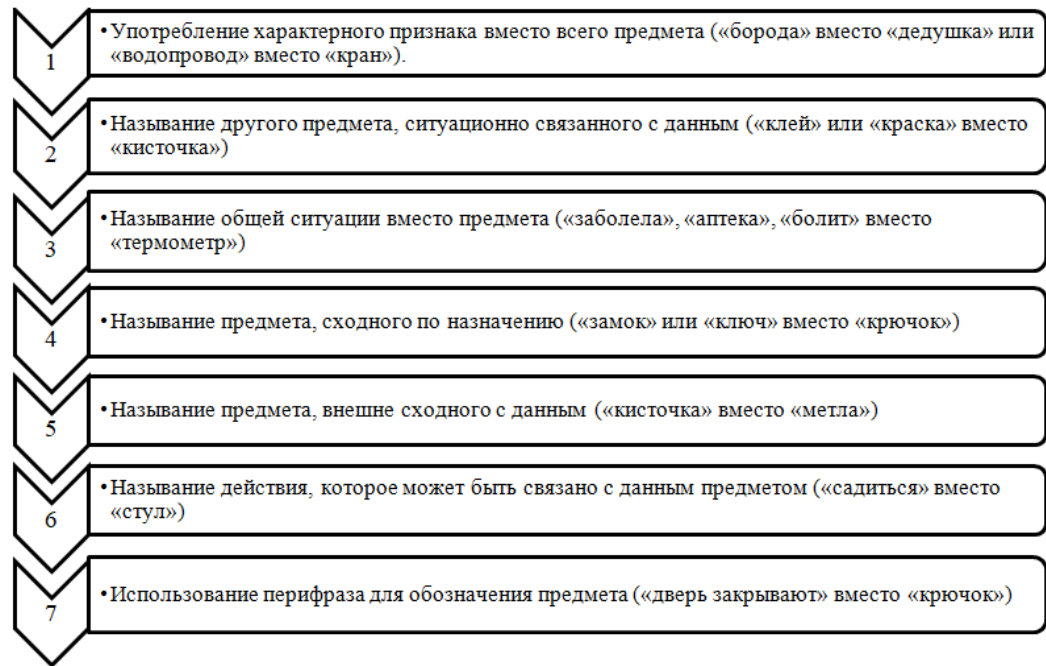 1
•Употребление характерного признака вместо всего предмета («борода» вместо «дедушка» или
«водопровод» вместо «кран»).
2
•Называние другого предмета, ситуационно связанного с данным («клей» или «краска» вместо
«кисточка»)
3
•Называние общей ситуации вместо предмета («заболела», «аптека», «болит» вместо
«термометр»)
4
•Называние предмета, сходного по назначению («замок» или «ключ» вместо «крючок»)
5
•Называние предмета, внешне сходного с данным («кисточка» вместо «метла»)
6
•Называние действия, которое может быть связано с данным предметом («садиться» вместо
«стул»)
7
•Использование перифраза для обозначения предмета («дверь закрывают» вместо «крючок»)